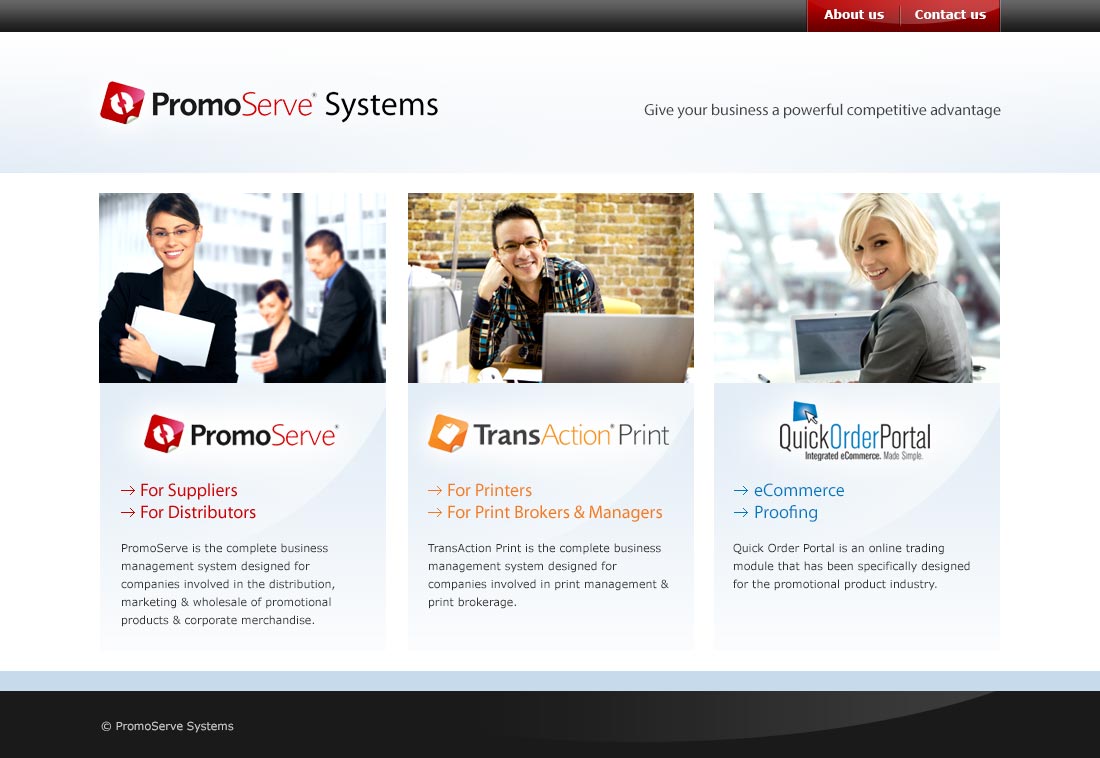 About us
Contact us
PromoServe® Systems
Give your business a powerful competitive advantage
PromoServe®
→ For Suppliers
→ For Distributors
PromoServe is the complete business
management system designed for
companies involved in the distribution,
marketing & wholesale of promotional
products & corporate merchandise.
TransAction® Print
→ For Printers
→ For Print Brokers & Managers
TransAction Print is the complete business
management system designed for
companies involved in print management &
print brokerage.
QuickOrderPortal
Integrated eCommerce. Made Simple.
→ eCommerce
→ Proofing
Quick Order Portal is an online trading
module that has been specifically designed
for the promotional product industry.
© PromoServe Systems